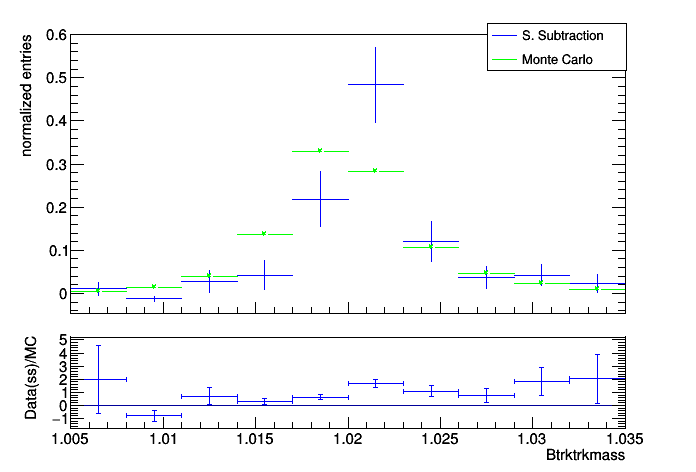 S. Subtraction
Monte Carlo
normalized entries
0.6
0.5
0.4
0.3
0.2
0.1
0
Data(ss)/MC
5
4
3
2
1
0
−1
1.005 1.01 1.015 1.02 1.025 1.03 1.035
Btrktrkmass